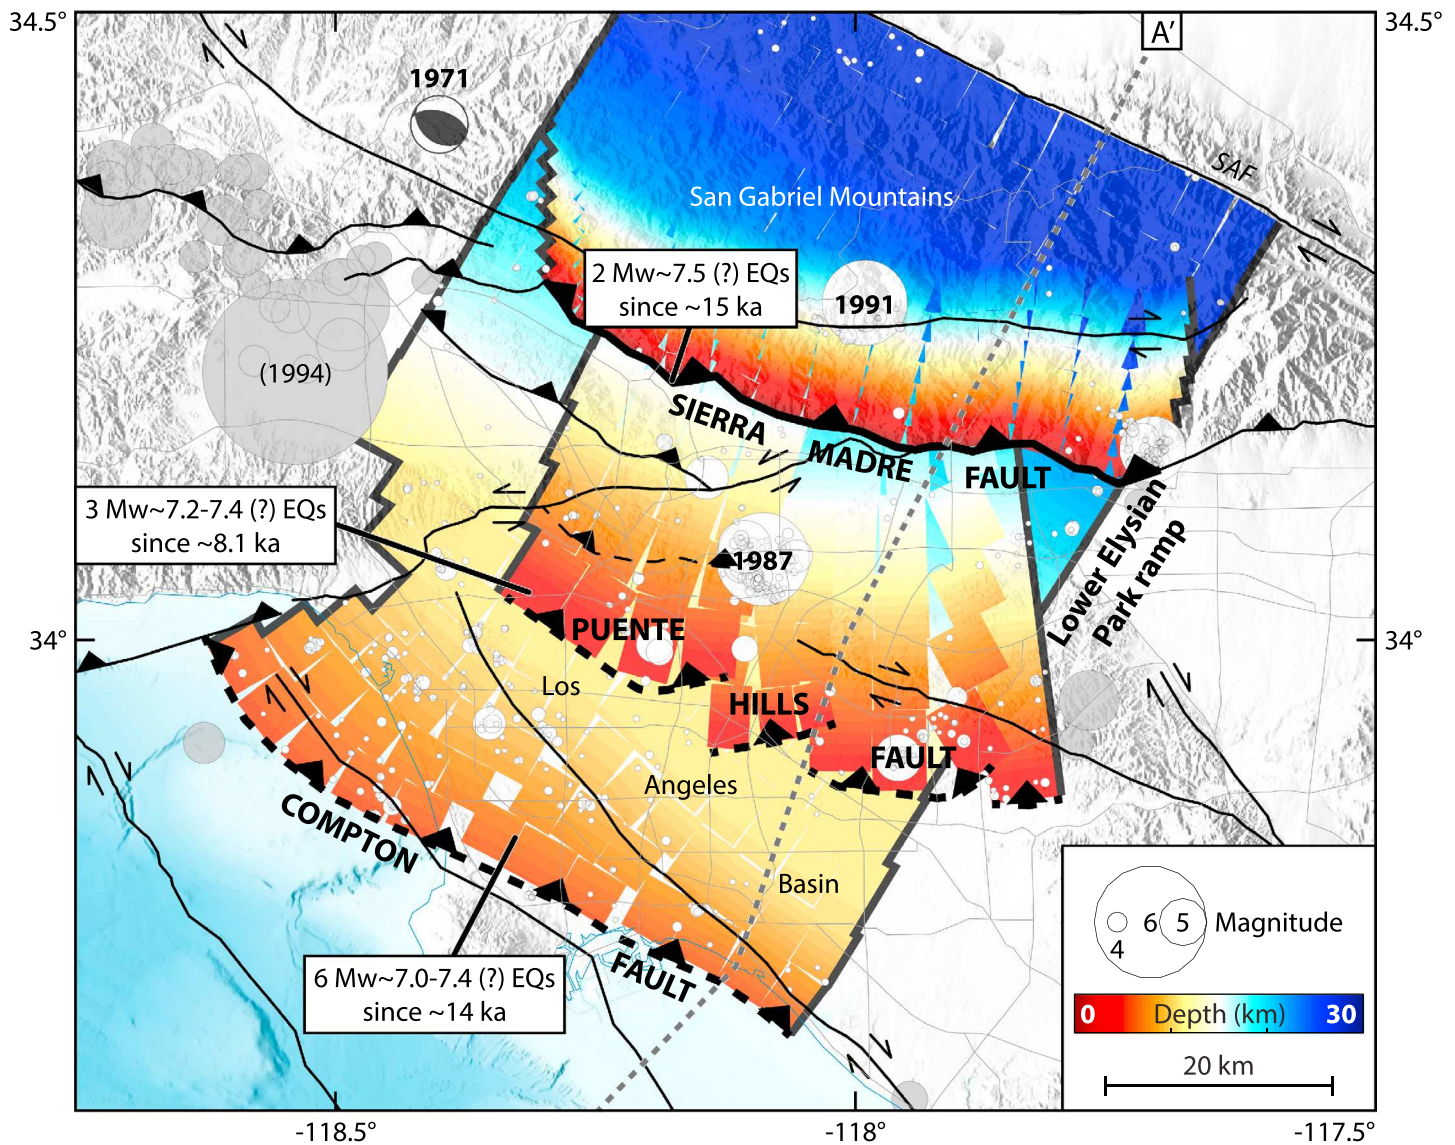 34.5°
34.5°
A'
1971
SAF
San Gabriel Mountains
2 Mw~7.5 (?) EQs
since ~15 ka
1991
(1994)
SIERRA
MADRE
FAULT
3 Mw~7.2-7.4 (?) EQs
since ~8.1 ka
1987
Lower Elysian
Park ramp
34°
34°
PUENTE
HILLS
FAULT
Los
Angeles
Basin
COMPTON
FAULT
6 Mw~7.0-7.4 (?) EQs
since ~14 ka
4
6
5
Magnitude
0
Depth (km)
30
20 km
-118.5°
-118°
-117.5°